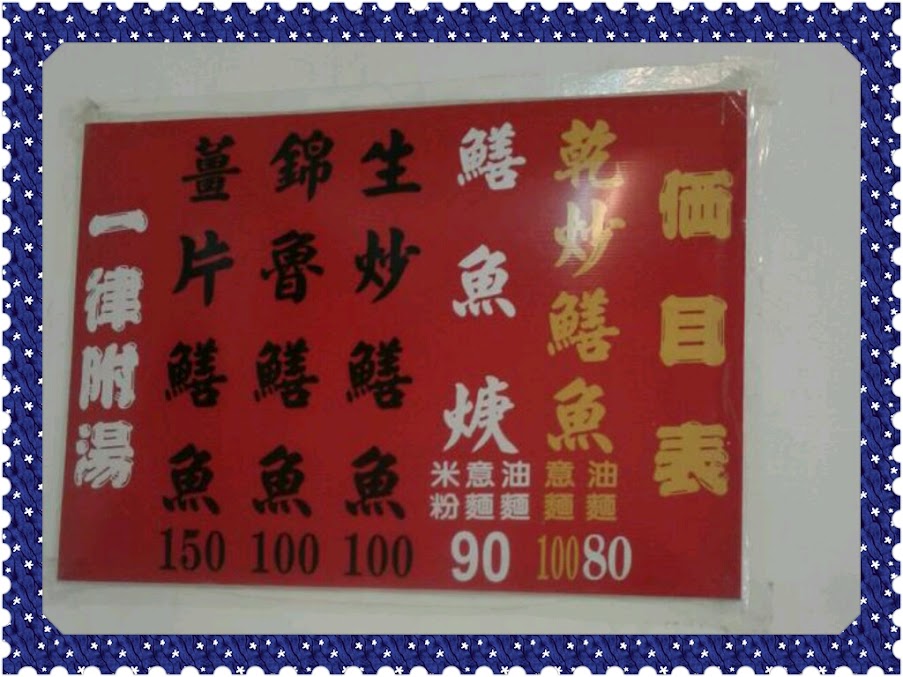 価目表
乾炒鱔魚
油麵 意麵
80 100
鱔魚焿
油麵 意麵 米粉
90
生炒鱔魚
100
錦魯鱔魚
100
薑片鱔魚
150
一律附湯